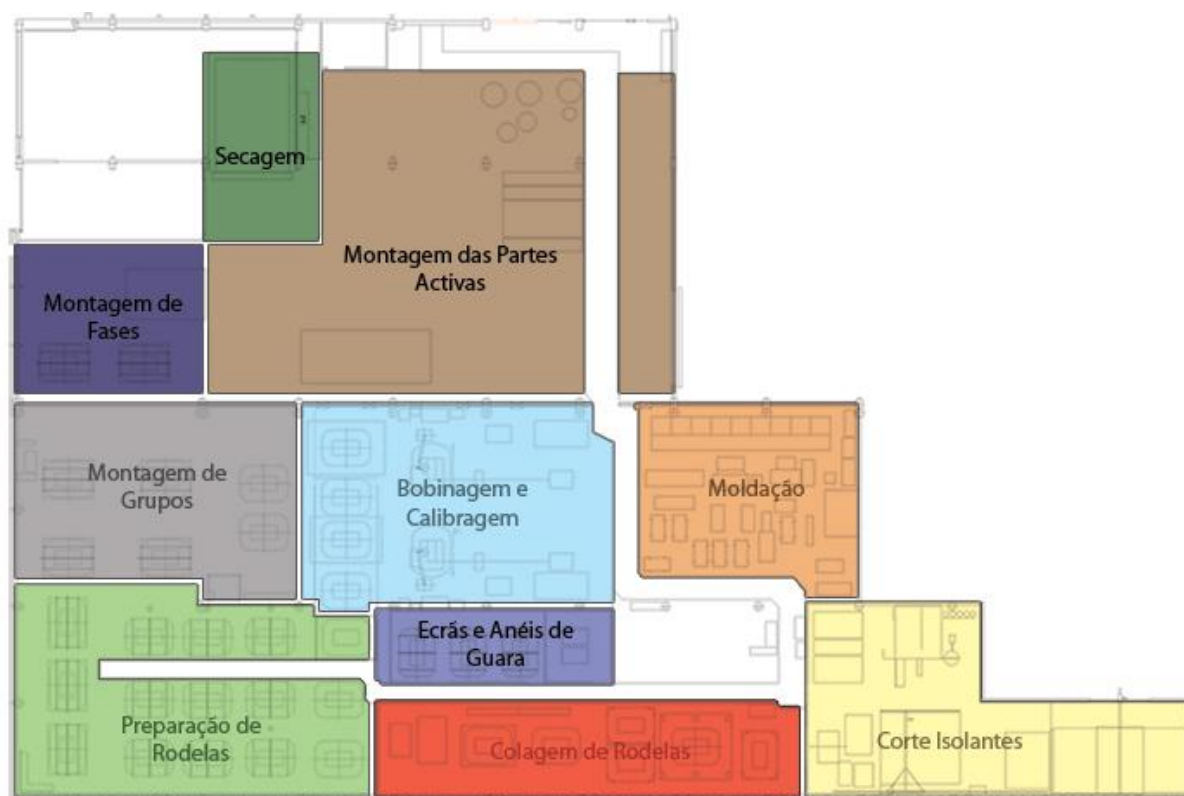 Secagem
Montagem das Partes
Activas
Montagem de
Fases
Montagem de
Grupos
Bobinagem e
Calibragem
Moldação
Ecrãs e Anéis de
Guara
Preparação de
Rodelas
Colagem de Rodelas
Corte Isolantes